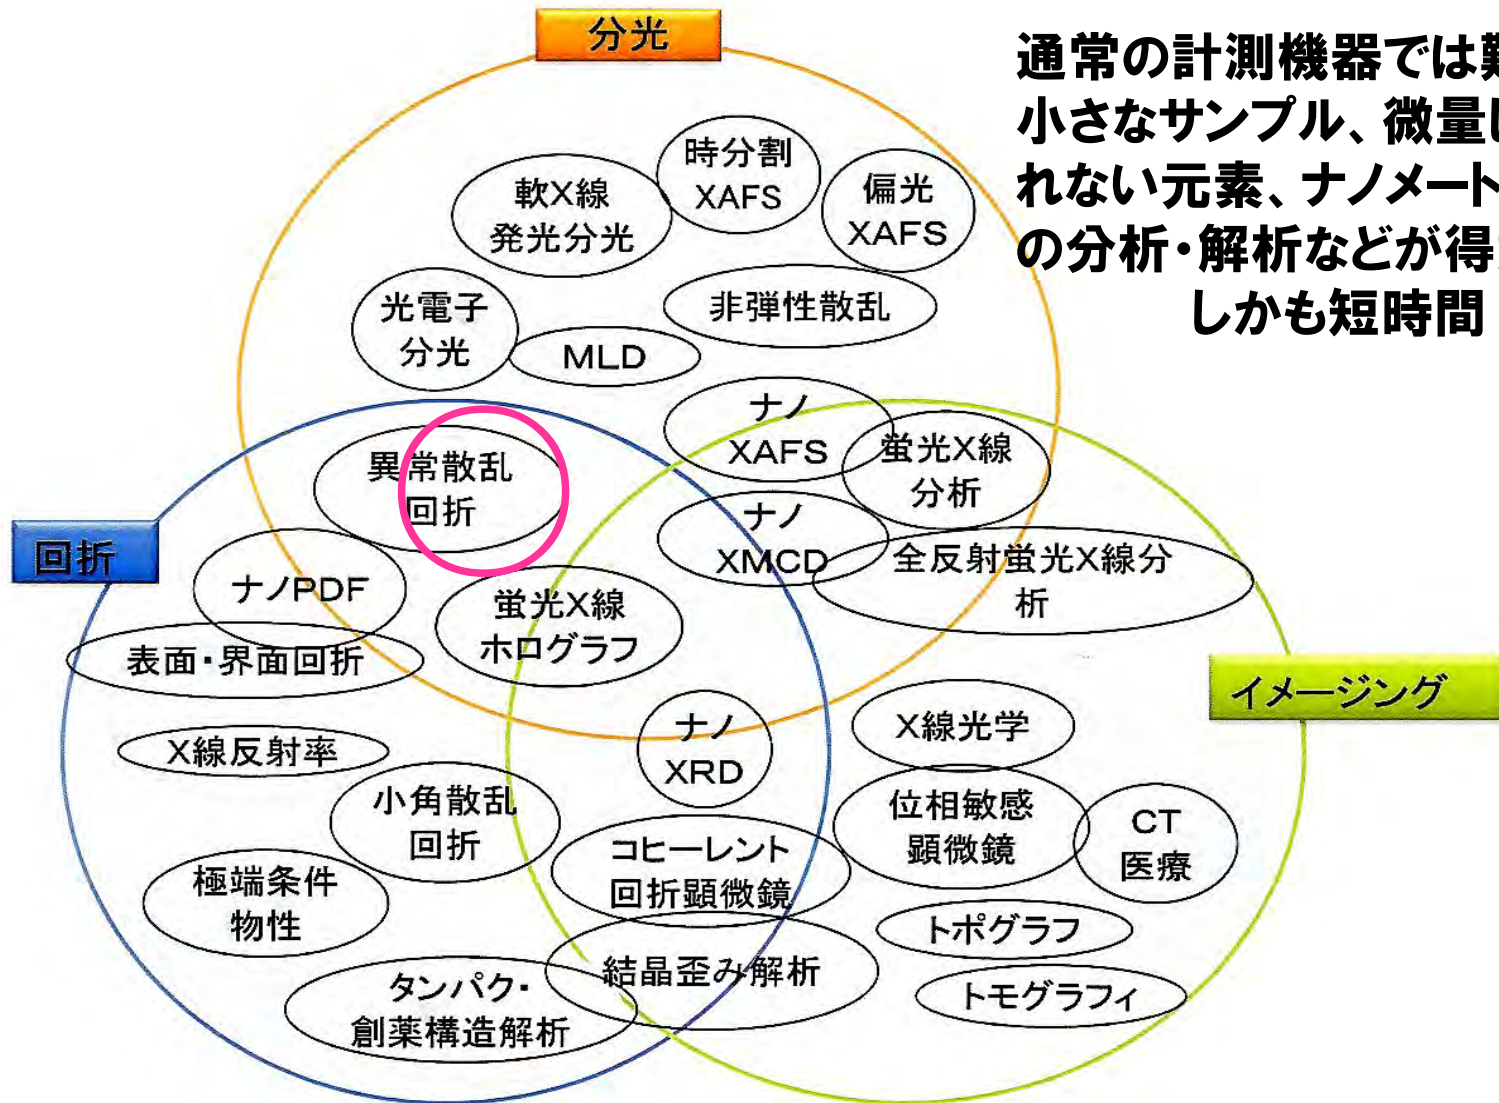 分光
通常の計測機器では難
小さなサンプル、微量し
れない元素、ナノメート
の分析・解析などが得
しかも短時間
時分割
XAFS
軟X線
発光分光
偏光
XAFS
光電子
分光
非弾性散乱
MLD
ナノ
XAFS
蛍光X線
分析
異常散乱
回折
ナノ
XMCD
全反射蛍光X線分
析
回折
ナノPDF
蛍光X線
ホログラフ
表面・界面回折
イメージング
X線反射率
ナノ
XRD
X線光学
小角散乱
回折
位相敏感
顕微鏡
CT
医療
コヒーレント
回折顕微鏡
極端条件
物性
トポグラフ
結晶歪み解析
トモグラフィ
タンパク・
創薬構造解析